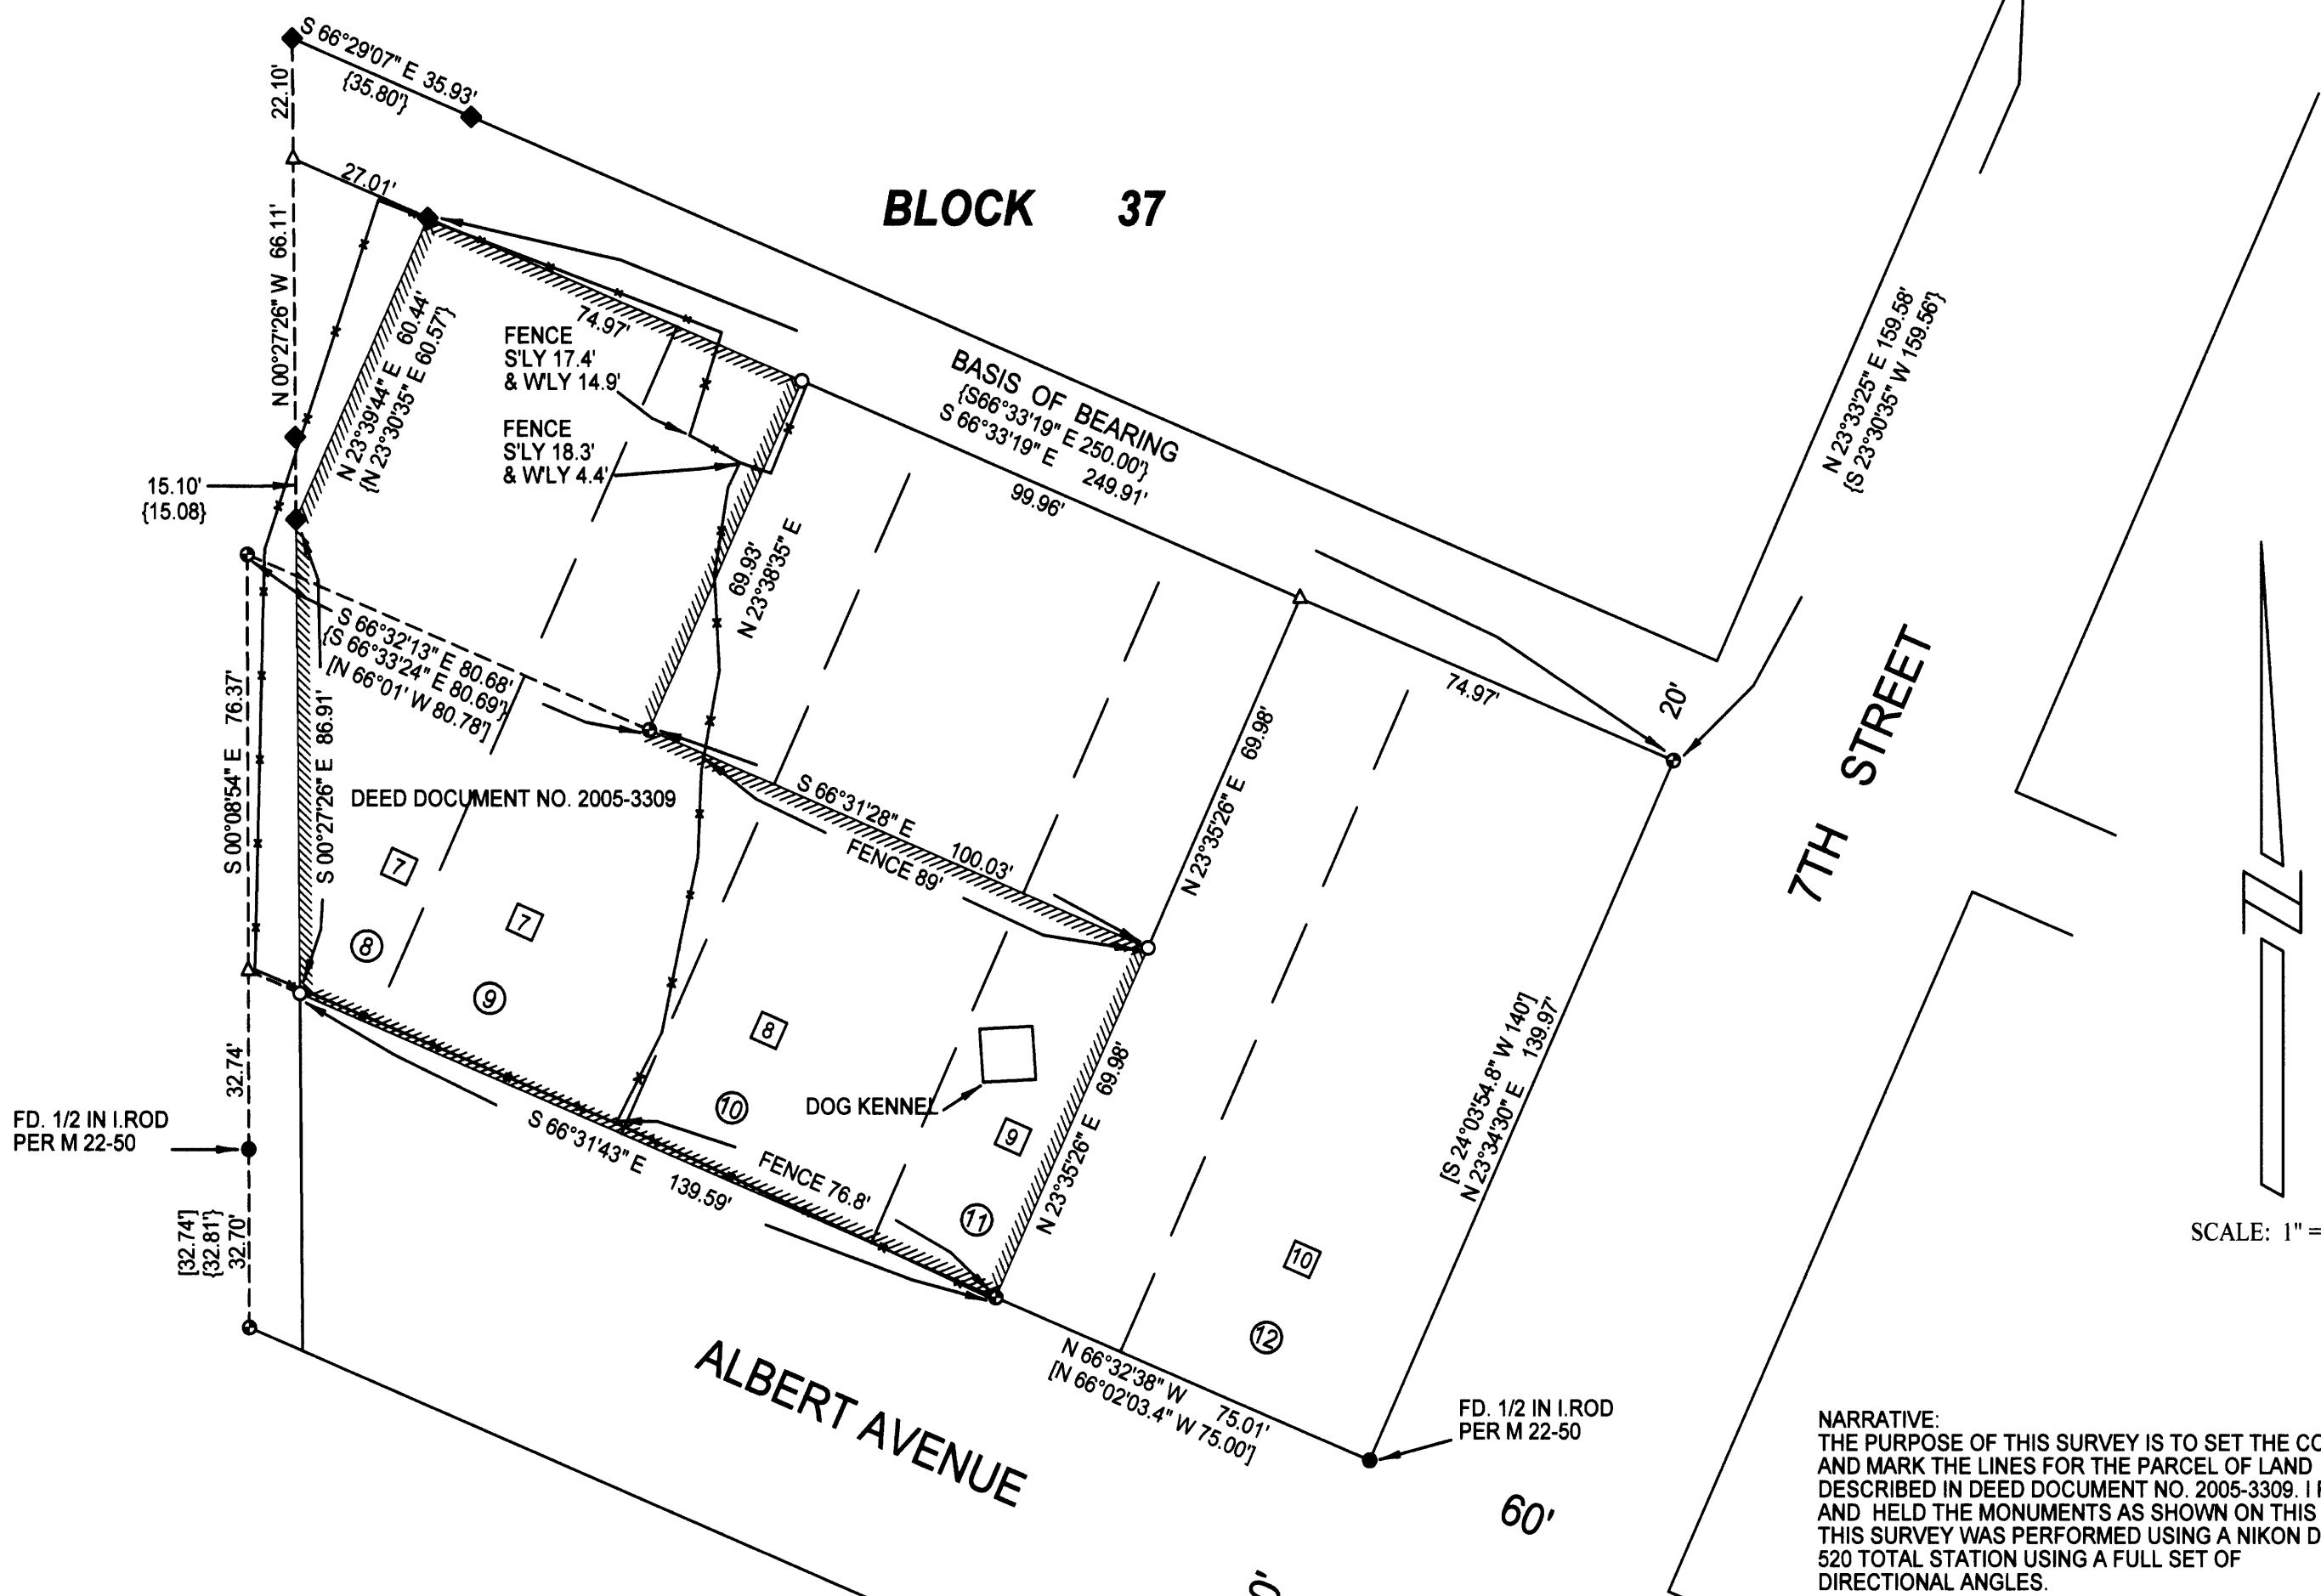 S 66°29'07" E 35.93'
{35.80'}
22.10'
27.01'
BLOCK 37
N 00°27'26" W 66.11'
N 23°39'44" E 60.44'
{N 23°30'35" E 60.57'}
74.97'
FENCE
S'LY 17.4'
& W'LY 14.9'
FENCE
S'LY 18.3'
& W'LY 4.4'
BASIS OF BEARING
{S66°33'19" E 250.00'}
S 66°33'19" E 249.91'
99.96'
N 23°33'25" E 159.58'
{S 23°30'35" W 159.56'}
15.10'
{15.08}
69.93'
N 23°38'35" E
S 66°32'13" E 80.68'
{S 66°33'24" E 80.69'}
[N 66°01' W 80.78']
74.97'
20'
7TH STREET
S 00°08'54" E 76.37'
S 00°27'26" E 86.91'
DEED DOCUMENT NO. 2005-3309
S 66°31'28" E
100.03'
FENCE 89'
N 23°35'26" E 69.98'
7
7
8
9
8
10
DOG KENNEL
9
11
N 23°35'26" E 69.98'
[S 24°03'54.8" W 140']
N 23°34'30" E 139.97'
10
12
Z
SCALE: 1" =
32.74'
FD. 1/2 IN I.ROD
PER M 22-50
[32.74']
{32.81'}
32.70'
S 66°31'43" E 139.59'
FENCE 76.8'
ALBERT AVENUE
N 66°32'38" W 75.01'
[N 66°02'03.4" W 75.00']
FD. 1/2 IN I.ROD
PER M 22-50
60'
NARRATIVE:
THE PURPOSE OF THIS SURVEY IS TO SET THE CO
AND MARK THE LINES FOR THE PARCEL OF LAND
DESCRIBED IN DEED DOCUMENT NO. 2005-3309. I
AND HELD THE MONUMENTS AS SHOWN ON THIS
THIS SURVEY WAS PERFORMED USING A NIKON D
520 TOTAL STATION USING A FULL SET OF
DIRECTIONAL ANGLES.